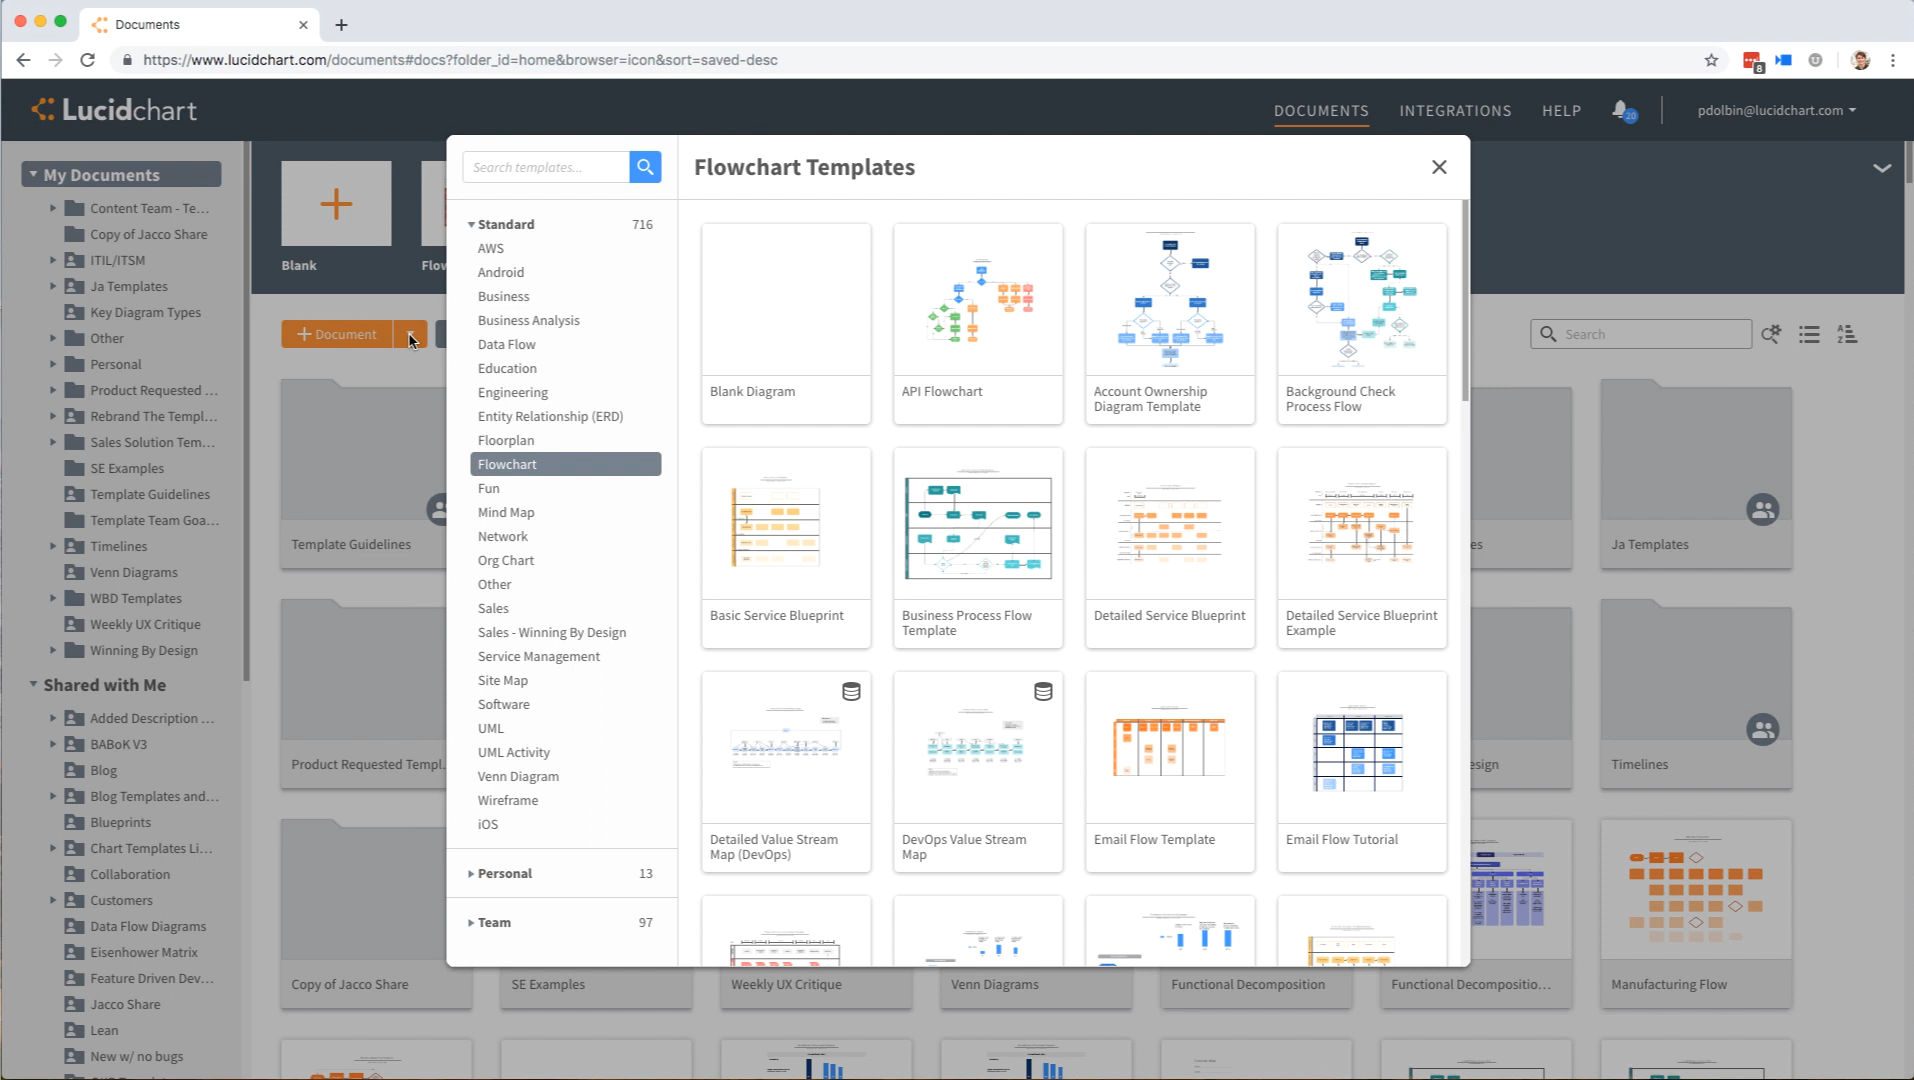 Documents
https://www.lucidchart.com/documents#docs?folder_id=home&browser=icon&sort=saved-desc
8
Lucidchart
DOCUMENTS
INTEGRATIONS
HELP
20
pdolbin@lucidchart.com
My Documents
Content Team - Te...
Copy of Jacco Share
ITIL/ITSM
Ja Templates
Key Diagram Types
Other
Personal
Product Requested ...
Rebrand The Templ...
Sales Solution Tem...
SE Examples
Template Guidelines
Template Team Goa...
Timelines
Venn Diagrams
WBD Templates
Weekly UX Critique
Winning By Design
Shared with Me
Added Description ...
BABoK V3
Blog
Blog Templates and...
Blueprints
Chart Templates Li...
Collaboration
Customers
Data Flow Diagrams
Eisenhower Matrix
Feature Driven Dev...
Jacco Share
Lean
New w/ no bugs
Blank
Flow
+ Document
Search
Template Guidelines
es
Ja Templates
Product Requested Templ.
esign
Timelines
Copy of Jacco Share
SE Examples
Weekly UX Critique
Venn Diagrams
Functional Decomposition
Functional Decompositio...
Manufacturing Flow
Search templates...
Standard 716
AWS
Android
Business
Business Analysis
Data Flow
Education
Engineering
Entity Relationship (ERD)
Floorplan
Flowchart
Fun
Mind Map
Network
Org Chart
Other
Sales
Sales - Winning By Design
Service Management
Site Map
Software
UML
UML Activity
Venn Diagram
Wireframe
iOS
Personal 13
Team 97
Flowchart Templates
Blank Diagram
API Flowchart
Account Ownership
Diagram Template
Background Check
Process Flow
Basic Service Blueprint
Business Process Flow
Template
Detailed Service Blueprint
Detailed Service Blueprint
Example
Detailed Value Stream
Map (DevOps)
DevOps Value Stream
Map
Email Flow Template
Email Flow Tutorial